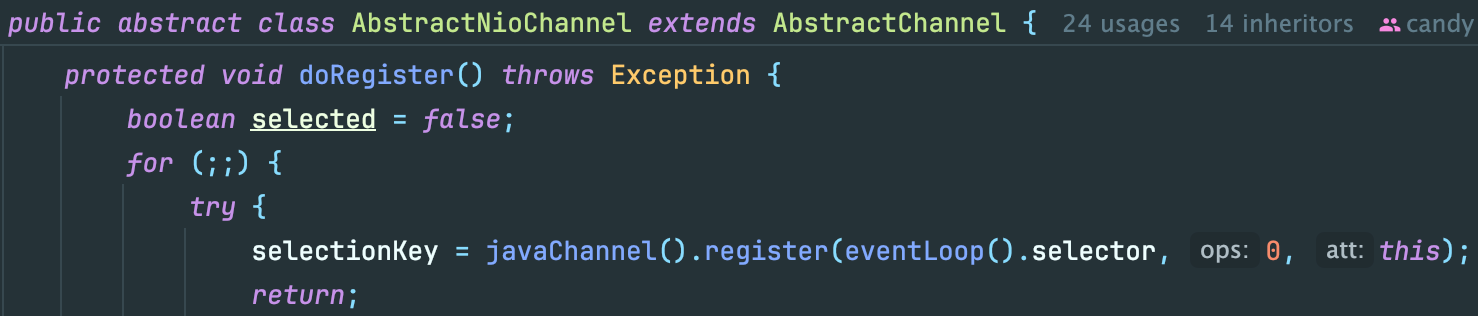 public abstract class AbstractNioChannel extends AbstractChannel { 24 usages 14 inheritors candy
protected void doRegister() throws Exception {
boolean selected = false;
for (;;) {
try {
selectionKey = javaChannel().register(eventLoop().selector, ops: 0, att: this);
return;